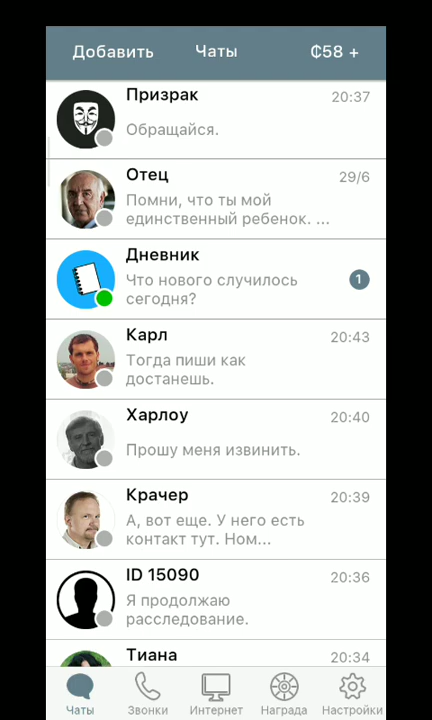 Добавить Чаты ₵58 +
Призрак 20:37
Обращайся.
Отец 29/6
Помни, что ты мой
единственный ребенок. ...
Дневник
Что нового случилось 1
сегодня?
Карл 20:43
Тогда пиши как
достанешь.
Харлоу 20:40
Прошу меня извинить.
Крачер 20:39
А, вот еще. У него есть
контакт тут. Ном...
ID 15090 20:36
Я продолжаю
расследование.
Тиана 20:34
Чаты Звонки Интернет Награда Настройки